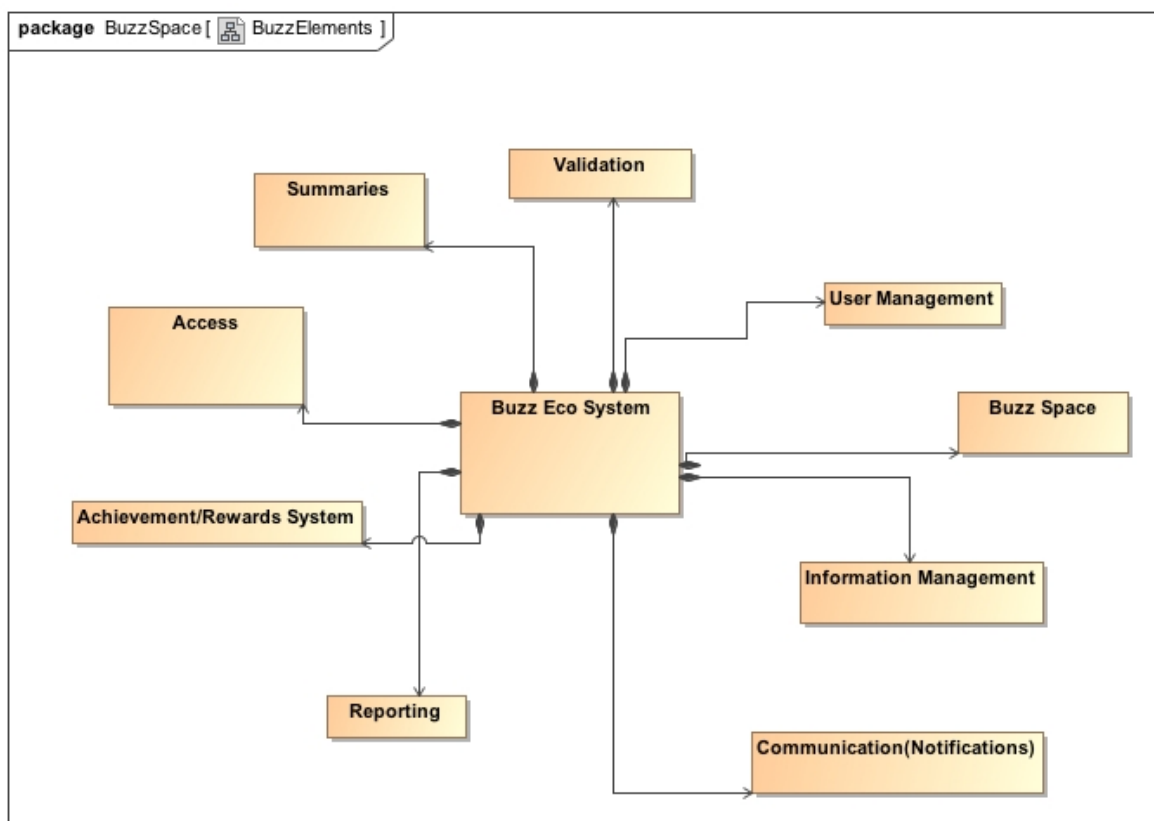 package BuzzSpace [ BuzzElements ]
Validation
Summaries
User Management
Access
Buzz Eco System
Buzz Space
Achievement/Rewards System
Information Management
Reporting
Communication(Notifications)